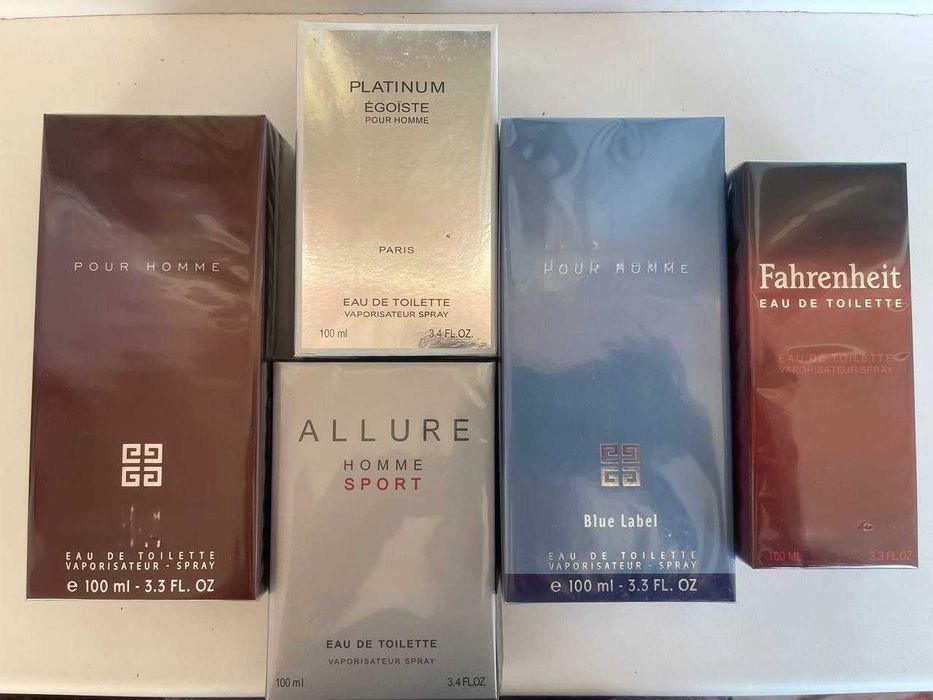 POUR HOMME
EAU DE TOILETTE
VAPORISATEUR - SPRAY
e 100 ml - 3.3 FL. OZ
PLATINUM
ÉGOÏSTE
POUR HOMME
PARIS
EAU DE TOILETTE
VAPORISATEUR SPRAY
100 ml 3.4 FL.OZ.
ALLURE
HOMME
SPORT
EAU DE TOILETTE
VAPORISATEUR SPRAY
100 ml 3.4 FLOZ.
POUR HOMME
Blue Label
EAU DE TOILETTE
VAPORISATEUR - SPRAY
e 100 ml - 3.3 FL. OZ
Fahrenheit
EAU DE TOILETTE
EAU DE TOILETTE
VAPORISATEUR SPRAY
100 ML 3.3 FL.OZ